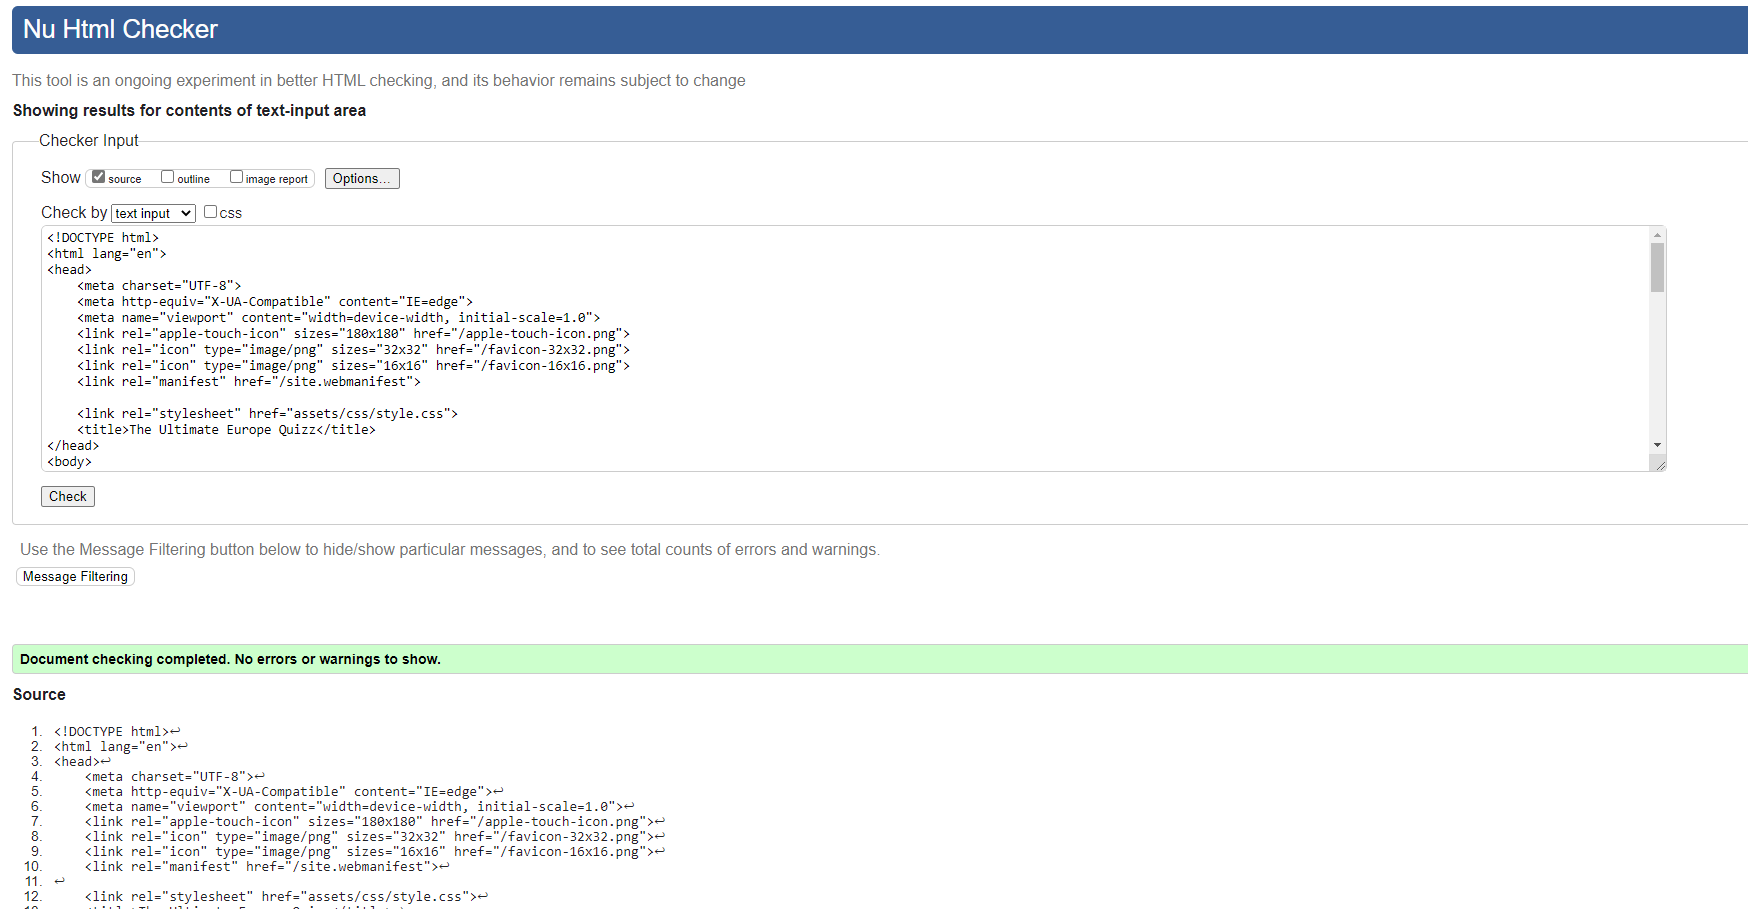 Nu Html Checker
This tool is an ongoing experiment in better HTML checking, and its behavior remains subject to change
Showing results for contents of text-input area
Checker Input
Show source outline image report Options...
Check by text input css
<!DOCTYPE html>
<html lang="en">
<head>
    <meta charset="UTF-8">
    <meta http-equiv="X-UA-Compatible" content="IE=edge">
    <meta name="viewport" content="width=device-width, initial-scale=1.0">
    <link rel="apple-touch-icon" sizes="180x180" href="/apple-touch-icon.png">
    <link rel="icon" type="image/png" sizes="32x32" href="/favicon-32x32.png">
    <link rel="icon" type="image/png" sizes="16x16" href="/favicon-16x16.png">
    <link rel="manifest" href="/site.webmanifest">
    <link rel="stylesheet" href="assets/css/style.css">
    <title>The Ultimate Europe Quizz</title>
</head>
<body>
Check
Use the Message Filtering button below to hide/show particular messages, and to see total counts of errors and warnings.
Message Filtering
Document checking completed. No errors or warnings to show.
Source
1. <!DOCTYPE html>↩
2. <html lang="en">↩
3. <head>↩
4.     <meta charset="UTF-8">↩
5.     <meta http-equiv="X-UA-Compatible" content="IE=edge">↩
6.     <meta name="viewport" content="width=device-width, initial-scale=1.0">↩
7.     <link rel="apple-touch-icon" sizes="180x180" href="/apple-touch-icon.png">↩
8.     <link rel="icon" type="image/png" sizes="32x32" href="/favicon-32x32.png">↩
9.     <link rel="icon" type="image/png" sizes="16x16" href="/favicon-16x16.png">↩
10.     <link rel="manifest" href="/site.webmanifest">↩
11. ↩
12.     <link rel="stylesheet" href="assets/css/style.css">↩